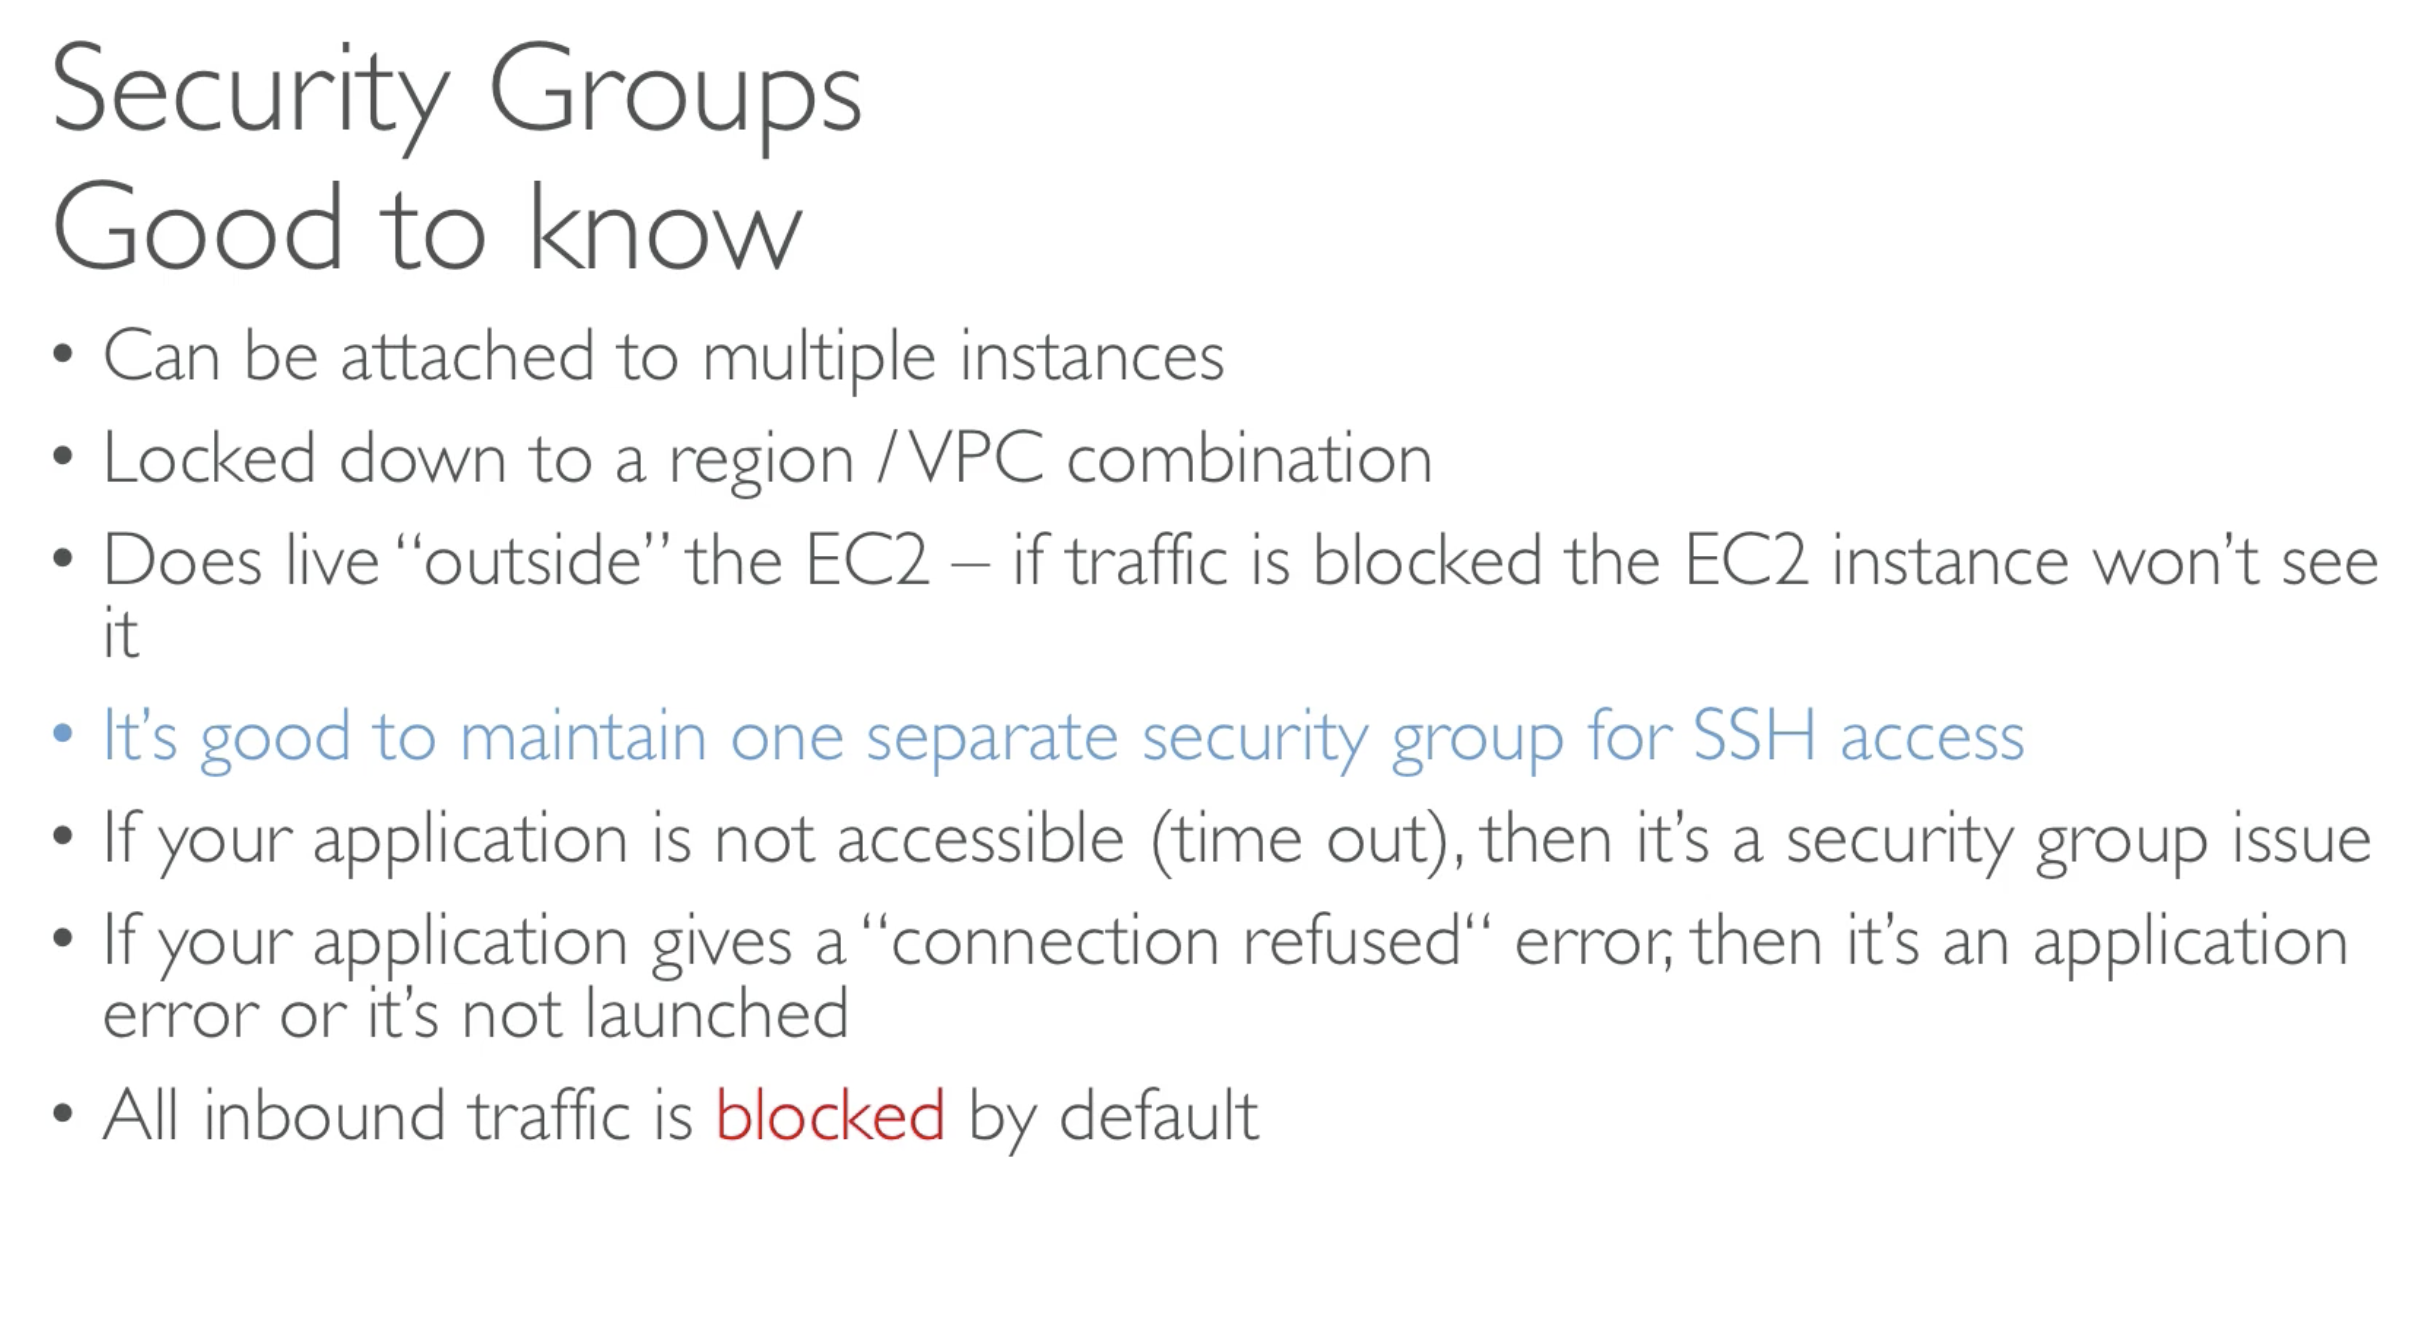 Security Groups
Good to know
• Can be attached to multiple instances
• Locked down to a region / VPC combination
• Does live “outside” the EC2 – if traffic is blocked the EC2 instance won’t see
it
• It’s good to maintain one separate security group for SSH access
• If your application is not accessible (time out), then it’s a security group issue
• If your application gives a “connection refused“ error, then it’s an application
error or it’s not launched
• All inbound traffic is blocked by default